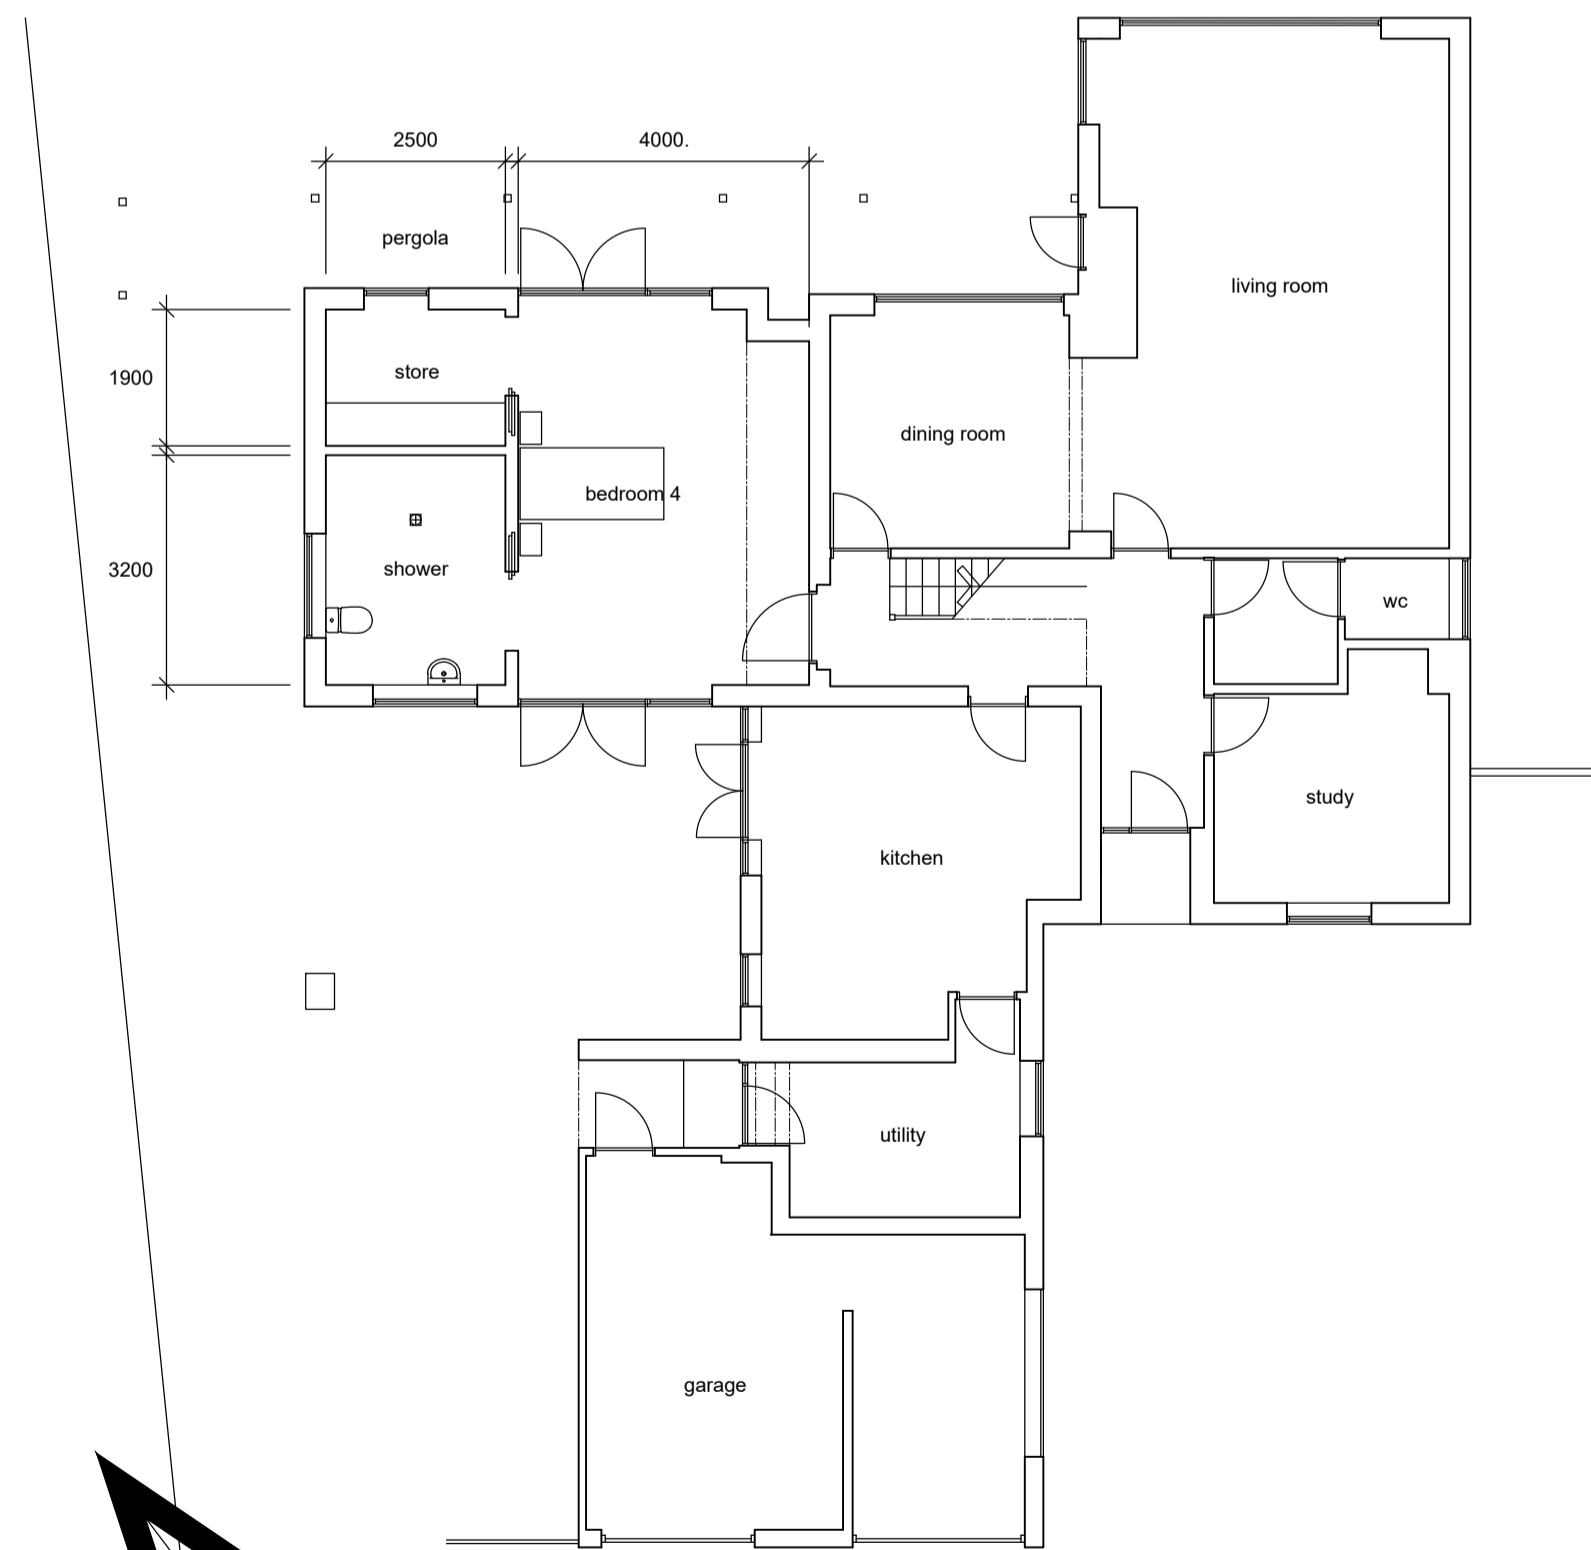 2500
4000.
pergola
living room
store
1900
dining room
bedroom 4
shower
3200
wc
study
kitchen
utility
garage